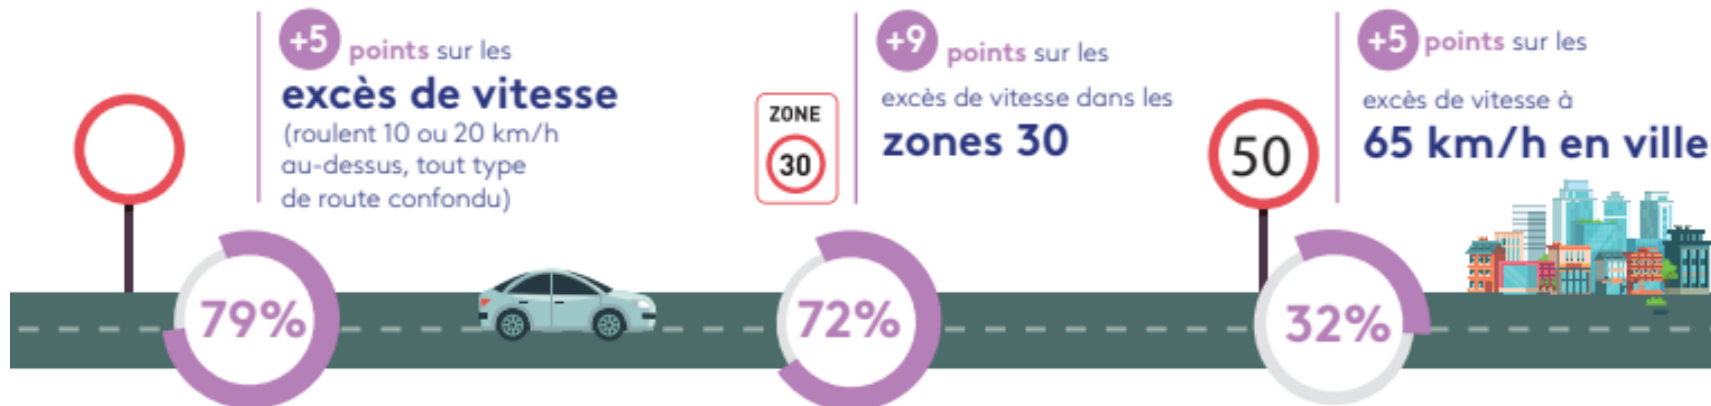 +5 points sur les
excès de vitesse
(roulent 10 ou 20 km/h
au-dessus, tout type
de route confondu)
79%
ZONE
30
+9 points sur les
excès de vitesse dans les
zones 30
72%
50
+5 points sur les
excès de vitesse à
65 km/h en ville
32%